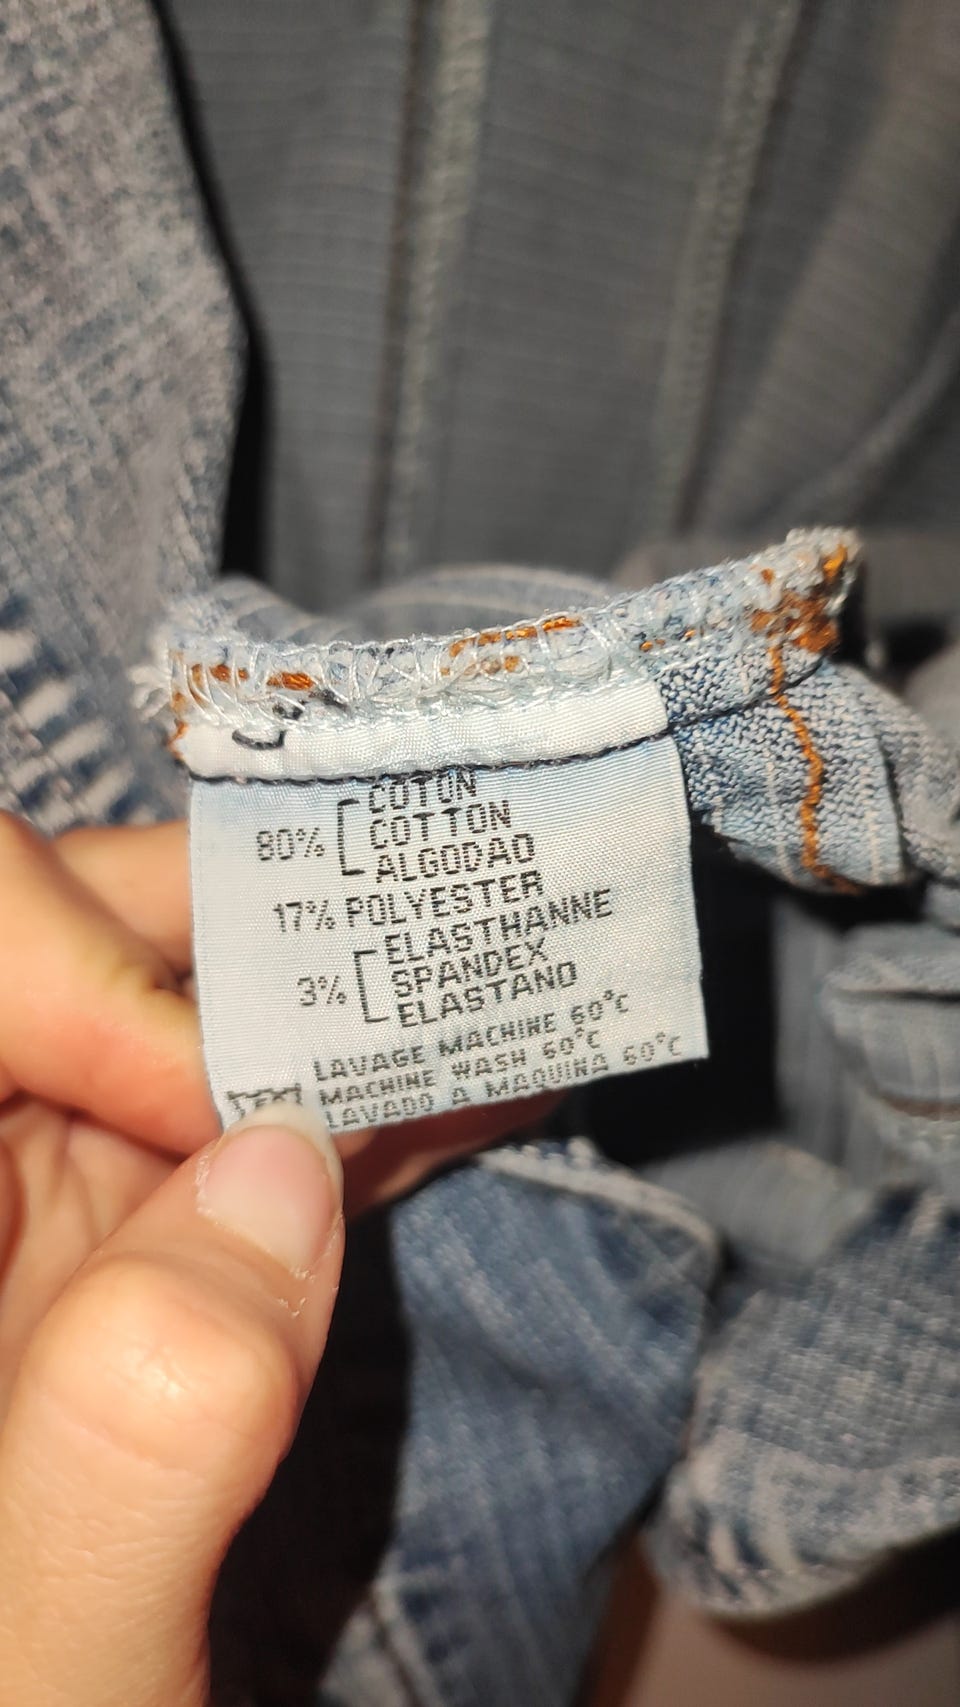 COTON
80% COTTON
ALGODAO
17% POLYESTER
ELASTHANNE
3% SPANDEX
ELASTANO
LAVAGE MACHINE 60°C
MACHINE WASH 60°C
LAVADO A MAQUINA 60°C